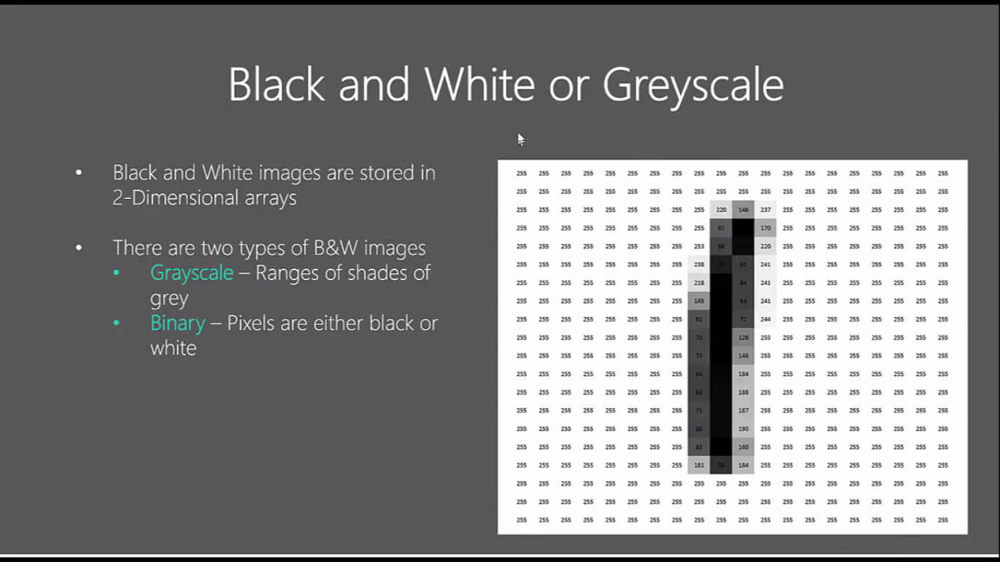 Black and White or Greyscale
• Black and White images are stored in
2-Dimensional arrays
• There are two types of B&W images
• Grayscale – Ranges of shades of
grey
• Binary – Pixels are either black or
white
255 255 255 255 255 255 255 255 255 255 255 255 255 255 255 255 255 255 255 255
255 255 255 255 255 255 255 255 255 255 255 255 255 255 255 255 255 255 255 255
255 255 255 255 255 255 255 255 255 220 146 237 255 255 255 255 255 255 255 255
255 255 255 255 255 255 255 255 255 91 170 255 255 255 255 255 255 255 255
255 255 255 255 255 255 255 255 253 220 255 255 255 255 255 255 255 255
255 255 255 255 255 255 255 255 238 62 241 255 255 255 255 255 255 255 255
255 255 255 255 255 255 255 255 218 64 241 255 255 255 255 255 255 255 255
255 255 255 255 255 255 255 255 145 64 241 255 255 255 255 255 255 255 255
255 255 255 255 255 255 255 255 81 72 244 255 255 255 255 255 255 255 255
255 255 255 255 255 255 255 255 72 128 255 255 255 255 255 255 255 255 255
255 255 255 255 255 255 255 255 73 146 255 255 255 255 255 255 255 255 255
255 255 255 255 255 255 255 255 64 184 255 255 255 255 255 255 255 255 255
255 255 255 255 255 255 255 255 63 188 255 255 255 255 255 255 255 255 255
255 255 255 255 255 255 255 255 71 187 255 255 255 255 255 255 255 255 255
255 255 255 255 255 255 255 255 68 190 255 255 255 255 255 255 255 255 255
255 255 255 255 255 255 255 255 83 160 255 255 255 255 255 255 255 255 255
255 255 255 255 255 255 255 255 181 48 184 255 255 255 255 255 255 255 255 255
255 255 255 255 255 255 255 255 255 255 255 255 255 255 255 255 255 255 255 255
255 255 255 255 255 255 255 255 255 255 255 255 255 255 255 255 255 255 255 255
255 255 255 255 255 255 255 255 255 255 255 255 255 255 255 255 255 255 255 255